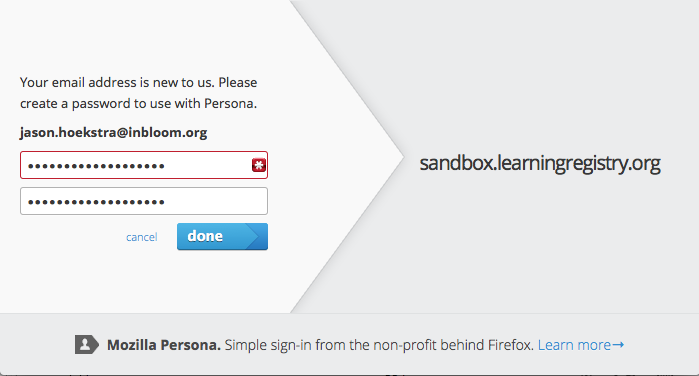 Your email address is new to us. Please
create a password to use with Persona.
jason.hoekstra@inbloom.org
•••••••••••••••••••
•••••••••••••••••••
cancel
done
sandbox.learningregistry.org
Mozilla Persona. Simple sign-in from the non-profit behind Firefox. Learn more→